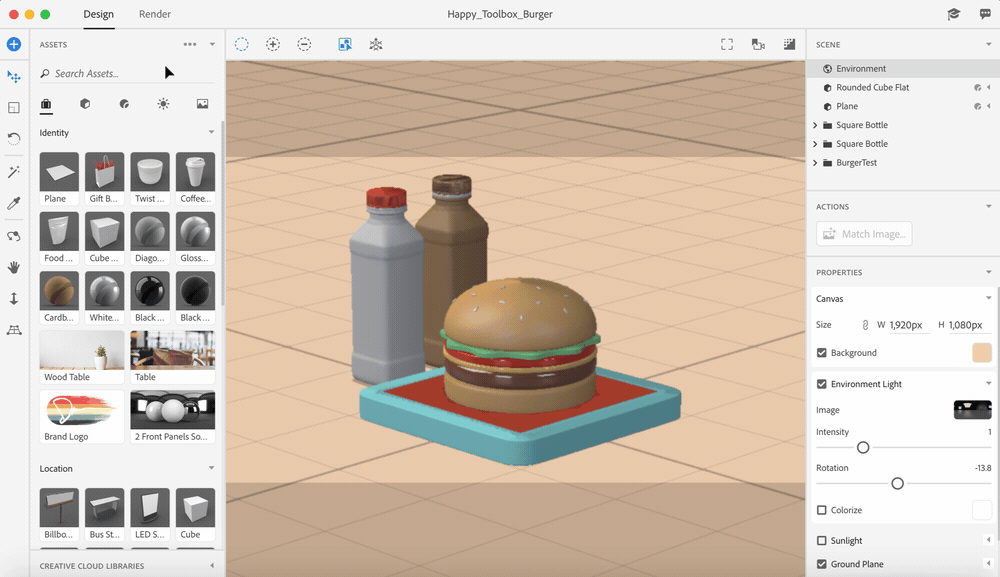 Design Render Happy_Toolbox_Burger
ASSETS
Search Assets...
Identity
Plane Gift B... Twist ... Coffee...
Food ... Cube ... Diago... Gloss...
Cardb... White... Black ... Black ...
Wood Table Table
Brand Logo 2 Front Panels So...
Location
Billbo... Bus St... LED S... Cube
CREATIVE CLOUD LIBRARIES
SCENE
Environment
Rounded Cube Flat
Plane
Square Bottle
Square Bottle
BurgerTest
ACTIONS
Match Image...
PROPERTIES
Canvas
Size W 1,920px H 1,080px
Background
Environment Light
Image
Intensity 1
Rotation -13.8
Colorize
Sunlight
Ground Plane